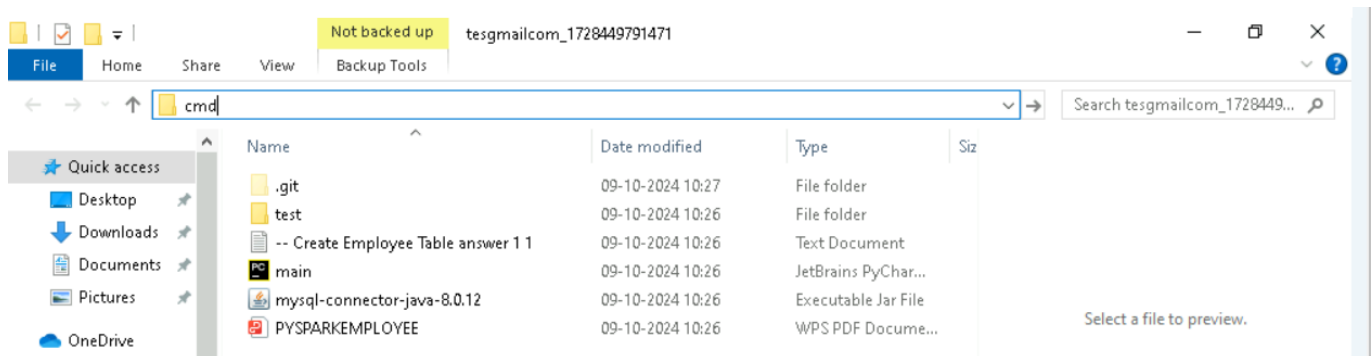 Not backed up tesgmailcom_1728449791471
File Home Share View Backup Tools
cmd Search tesgmailcom_1728449...
Name Date modified Type Siz
Quick access
.git 09-10-2024 10:27 File folder
Desktop
test 09-10-2024 10:26 File folder
Downloads
-- Create Employee Table answer 1 1 09-10-2024 10:26 Text Document
Documents
main 09-10-2024 10:26 JetBrains PyChar...
Pictures
mysql-connector-java-8.0.12 09-10-2024 10:26 Executable Jar File
PYSPARKEMPLOYEE 09-10-2024 10:26 WPS PDF Docume...
Select a file to preview.
OneDrive